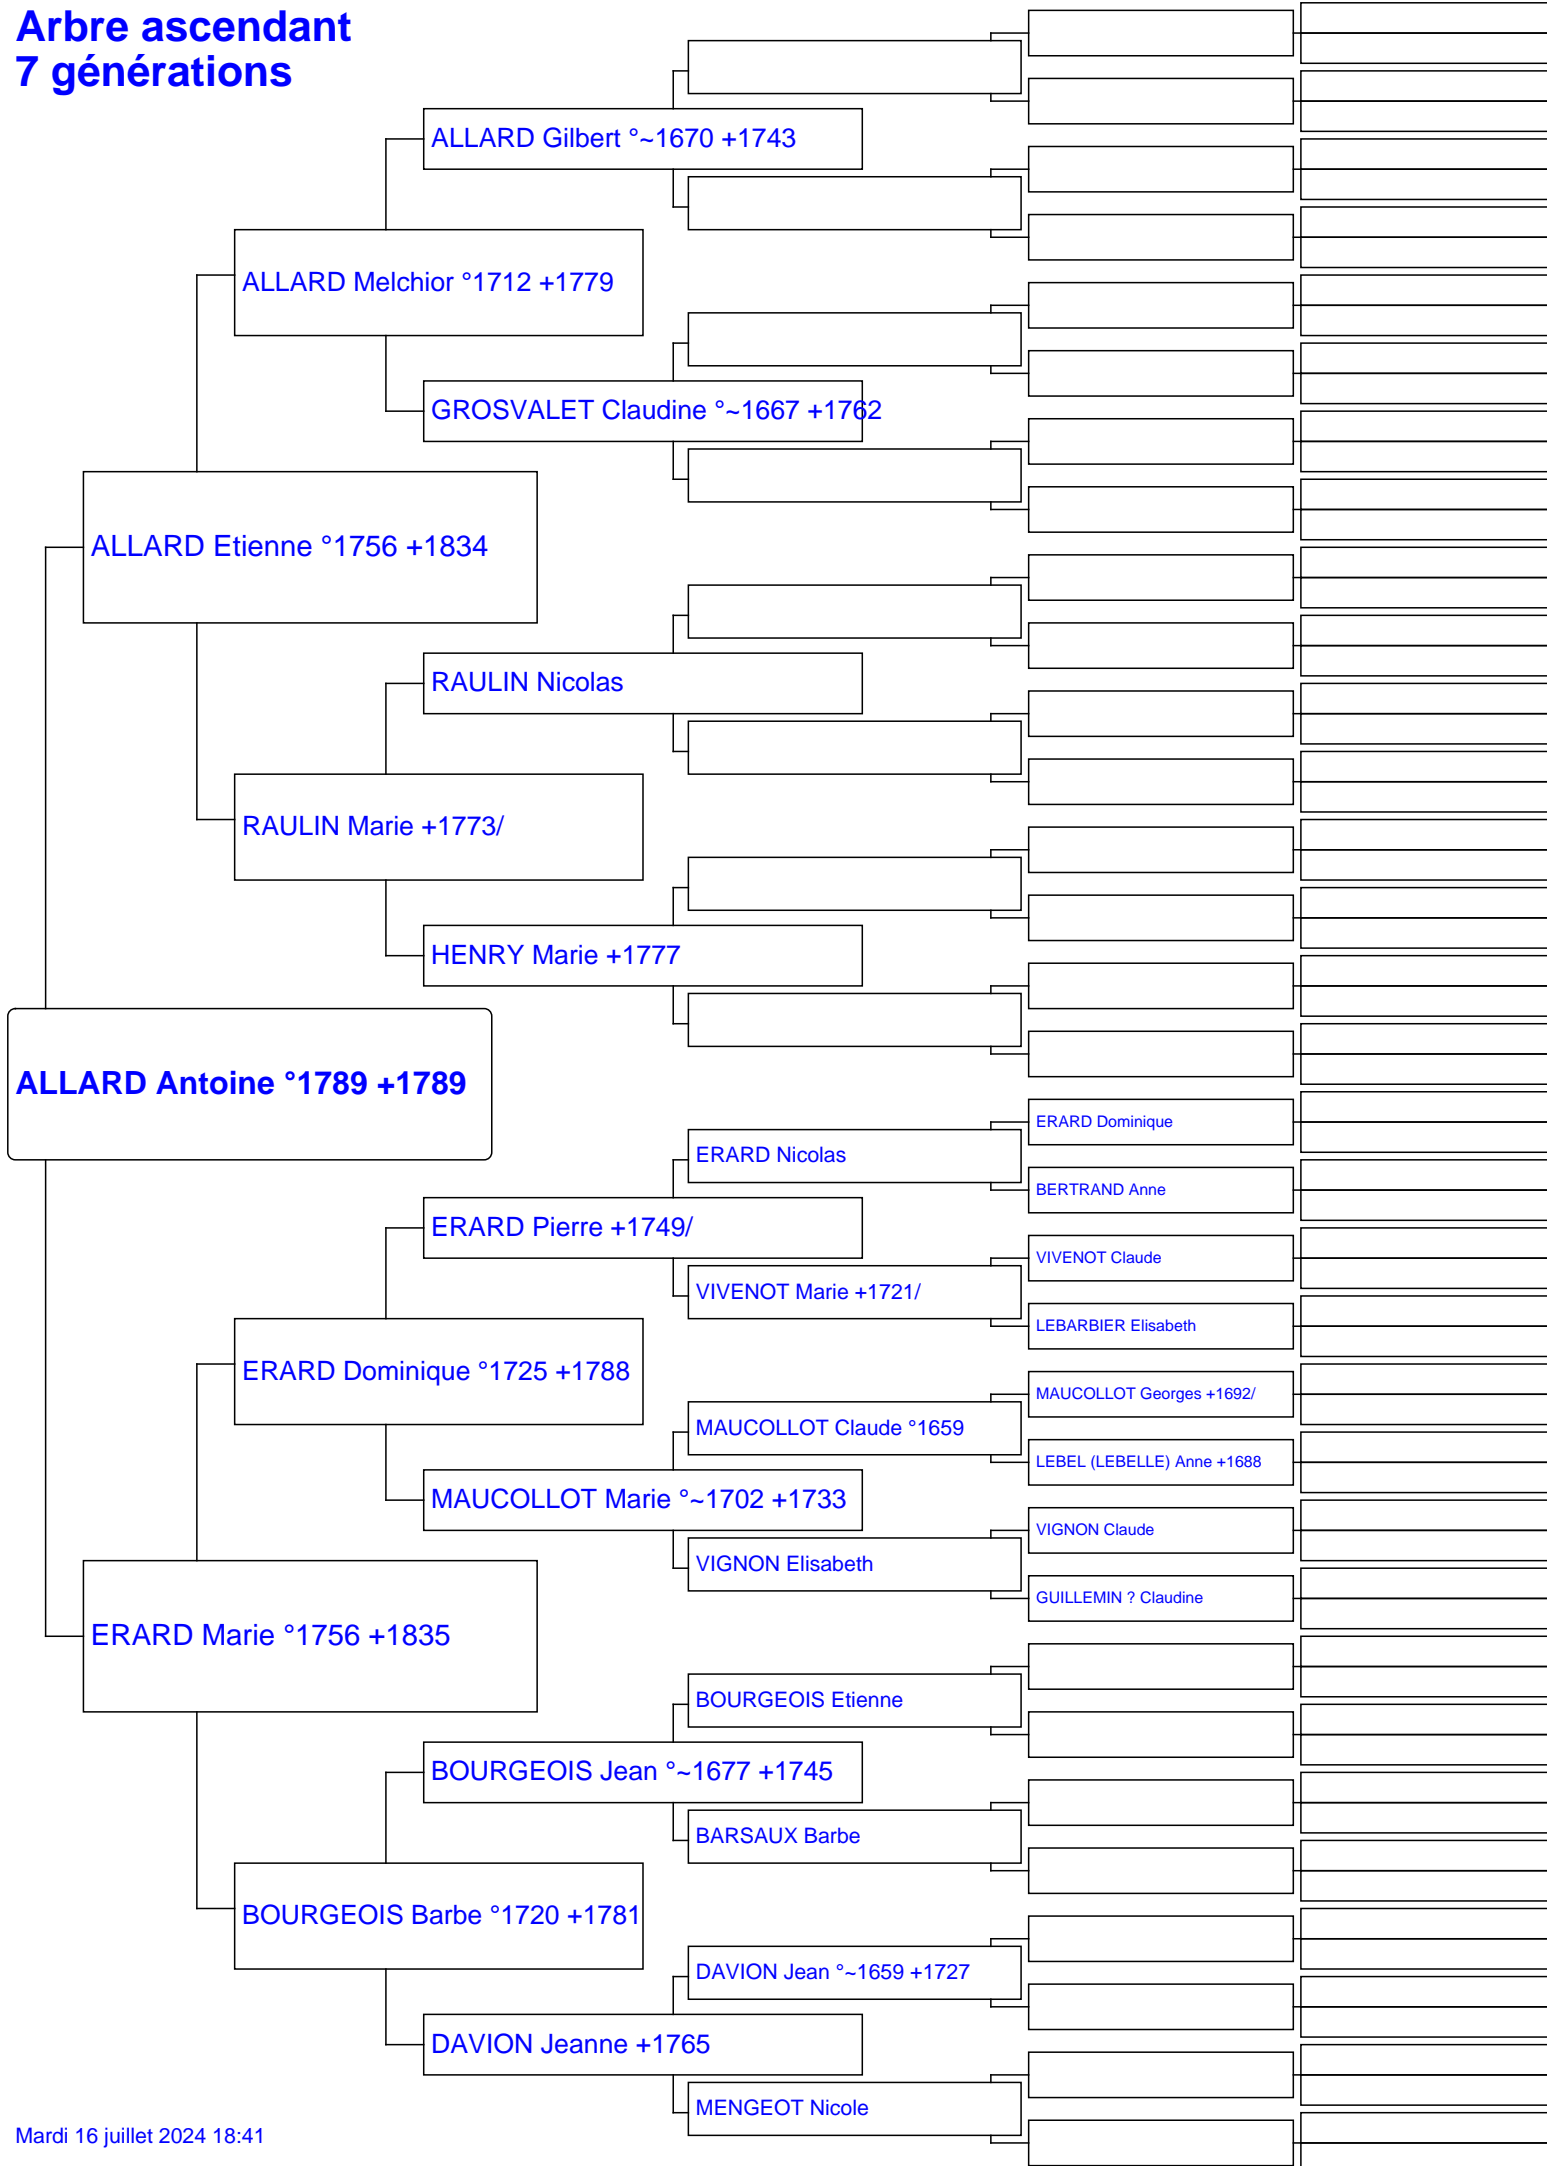 Arbre ascendant
7 générations
ALLARD Gilbert °~1670 +1743
ALLARD Melchior °1712 +1779
GROSVALET Claudine °~1667 +1762
ALLARD Etienne °1756 +1834
RAULIN Nicolas
RAULIN Marie +1773/
HENRY Marie +1777
ALLARD Antoine °1789 +1789
ERARD Dominique
ERARD Nicolas
BERTRAND Anne
ERARD Pierre +1749/
VIVENOT Claude
VIVENOT Marie +1721/
LEBARBIER Elisabeth
ERARD Dominique °1725 +1788
MAUCOLLOT Georges +1692/
MAUCOLLOT Claude °1659
LEBEL (LEBELLE) Anne +1688
MAUCOLLOT Marie °~1702 +1733
VIGNON Claude
VIGNON Elisabeth
GUILLEMIN ? Claudine
ERARD Marie °1756 +1835
BOURGEOIS Etienne
BOURGEOIS Jean °~1677 +1745
BARSAUX Barbe
BOURGEOIS Barbe °1720 +1781
DAVION Jean °~1659 +1727
DAVION Jeanne +1765
MENGEOT Nicole
Mardi 16 juillet 2024 18:41